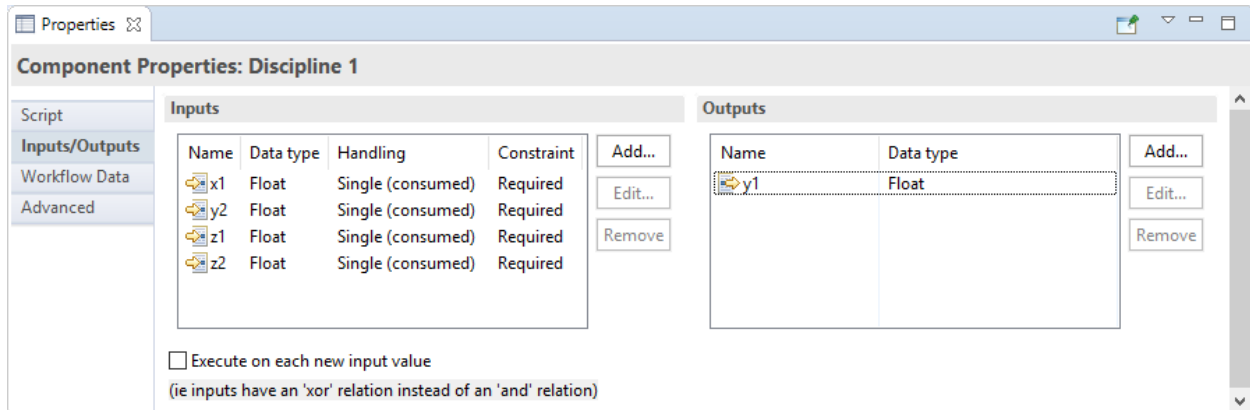 Properties
Component Properties: Discipline 1
Script
Inputs/Outputs
Workflow Data
Advanced
Inputs
Name Data type Handling Constraint
x1 Float Single (consumed) Required
y2 Float Single (consumed) Required
z1 Float Single (consumed) Required
z2 Float Single (consumed) Required
Add...
Edit...
Remove
Execute on each new input value
(ie inputs have an 'xor' relation instead of an 'and' relation)
Outputs
Name Data type
y1 Float
Add...
Edit...
Remove